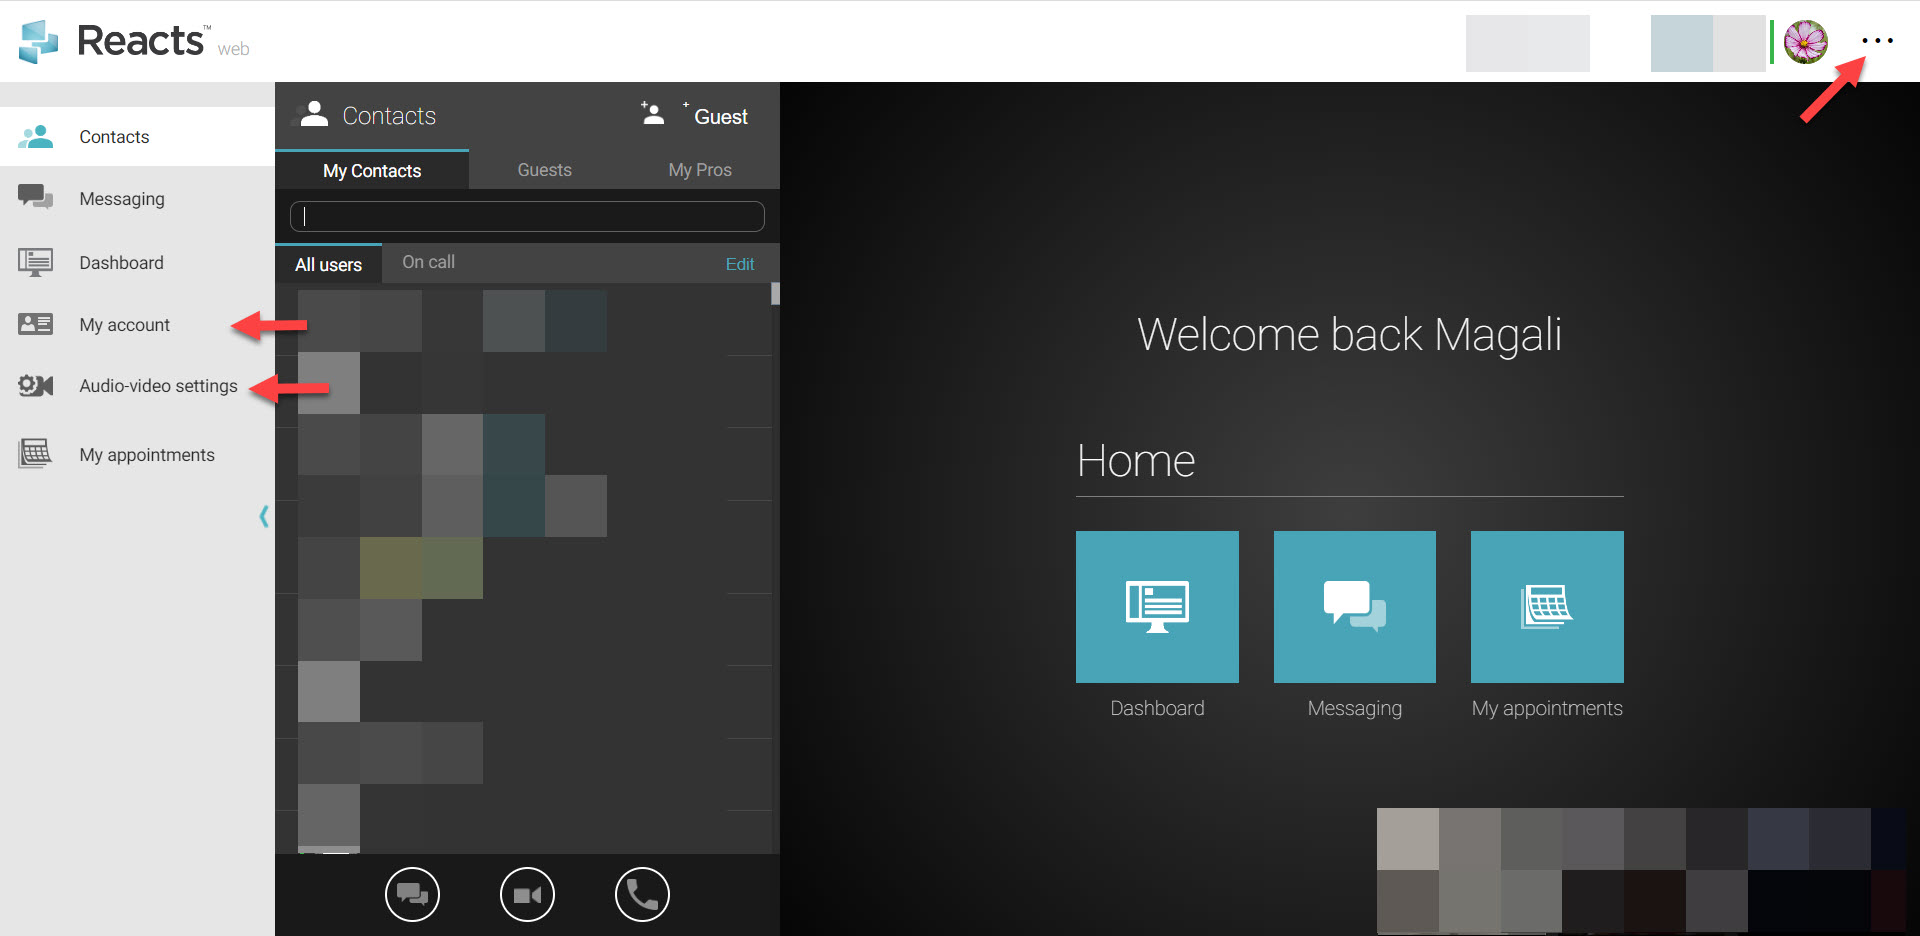 Reacts™ web
Contacts
Messaging
Dashboard
My account
Audio-video settings
My appointments
Contacts
+ Guest
My Contacts
Guests
My Pros
All users
On call
Edit
Welcome back Magali
Home
Dashboard
Messaging
My appointments